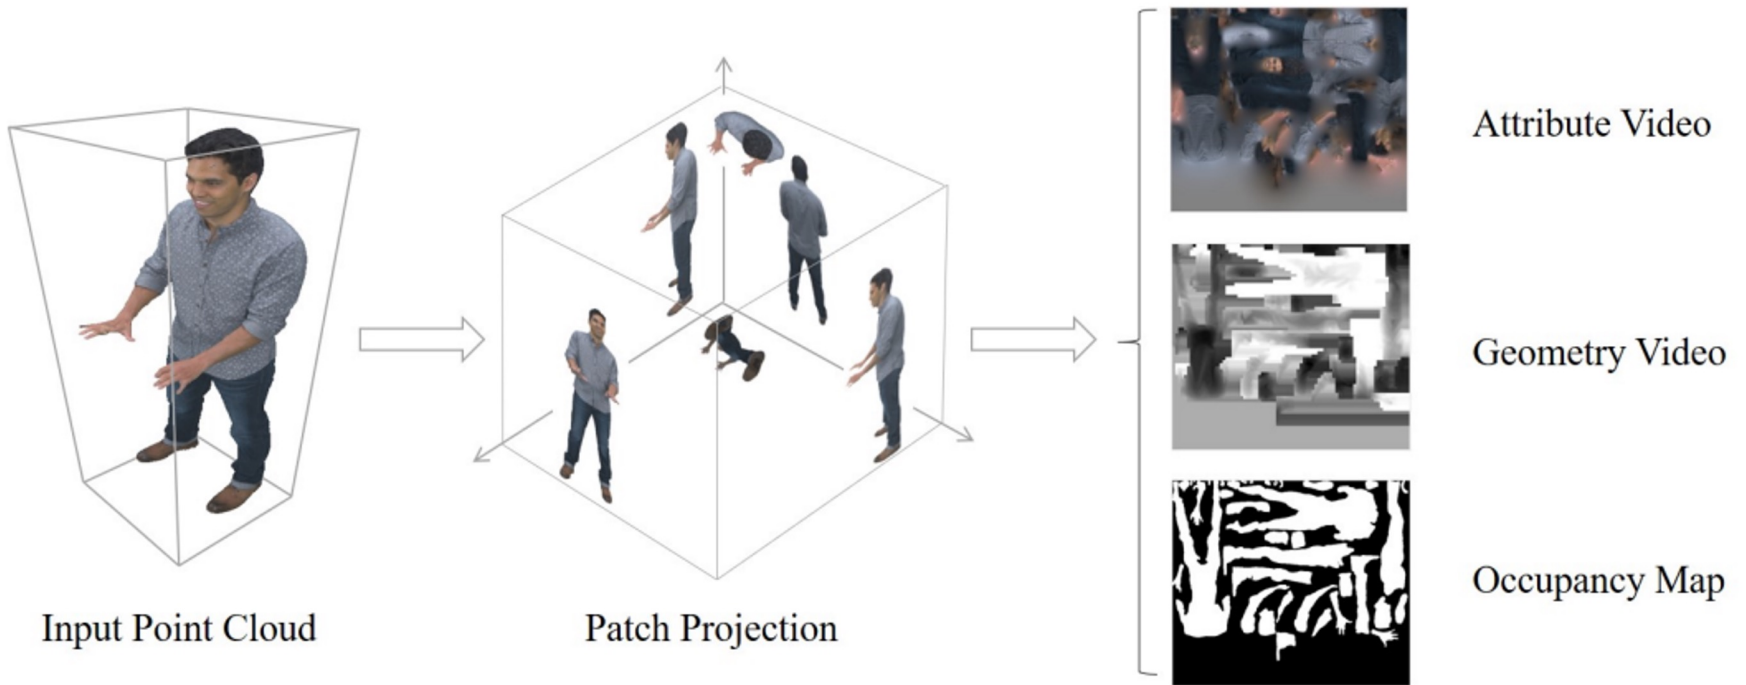 Input Point Cloud
Patch Projection
Attribute Video
Geometry Video
Occupancy Map